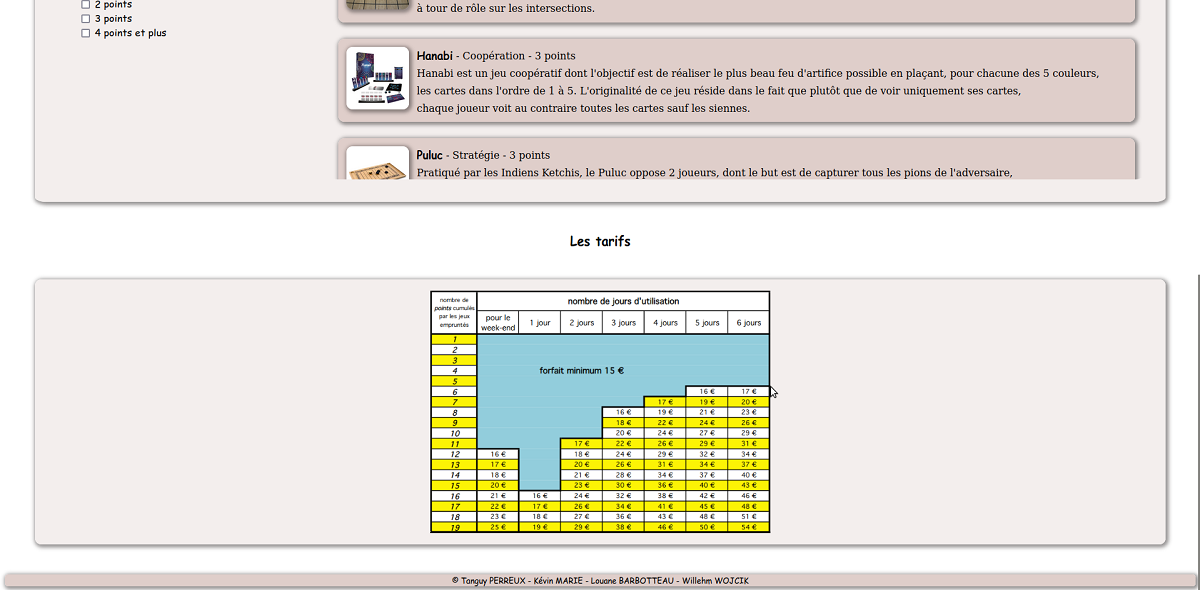 2 points
3 points
4 points et plus
à tour de rôle sur les intersections.
Hanabi - Coopération - 3 points
Hanabi est un jeu coopératif dont l'objectif est de réaliser le plus beau feu d'artifice possible en plaçant, pour chacune des 5 couleurs,
les cartes dans l'ordre de 1 à 5. L'originalité de ce jeu réside dans le fait que plutôt que de voir uniquement ses cartes,
chaque joueur voit au contraire toutes les cartes sauf les siennes.
Puluc - Stratégie - 3 points
Pratiqué par les Indiens Ketchis, le Puluc oppose 2 joueurs, dont le but est de capturer tous les pions de l'adversaire,
Les tarifs
nombre de
points cumulés
par les jeux
empruntés
nombre de jours d'utilisation
pour le
week-end
1 jour 2 jours 3 jours 4 jours 5 jours 6 jours
1
2
3
4 forfait minimum 15 €
5
6 16 € 17 €
7 17 € 19 € 20 €
8 16 € 19 € 21 € 23 €
9 18 € 22 € 24 € 26 €
10 20 € 24 € 27 € 29 €
11 17 € 22 € 26 € 29 € 31 €
12 16 € 18 € 24 € 29 € 32 € 34 €
13 17 € 20 € 26 € 31 € 34 € 37 €
14 18 € 21 € 28 € 34 € 37 € 40 €
15 20 € 23 € 30 € 36 € 40 € 43 €
16 21 € 16 € 24 € 32 € 38 € 42 € 46 €
17 22 € 17 € 26 € 34 € 41 € 45 € 48 €
18 23 € 18 € 27 € 36 € 43 € 48 € 51 €
19 25 € 19 € 29 € 38 € 46 € 50 € 54 €
© Tanguy PERREUX - Kévin MARIE - Louane BARBOTTEAU - Willehm WOJCIK